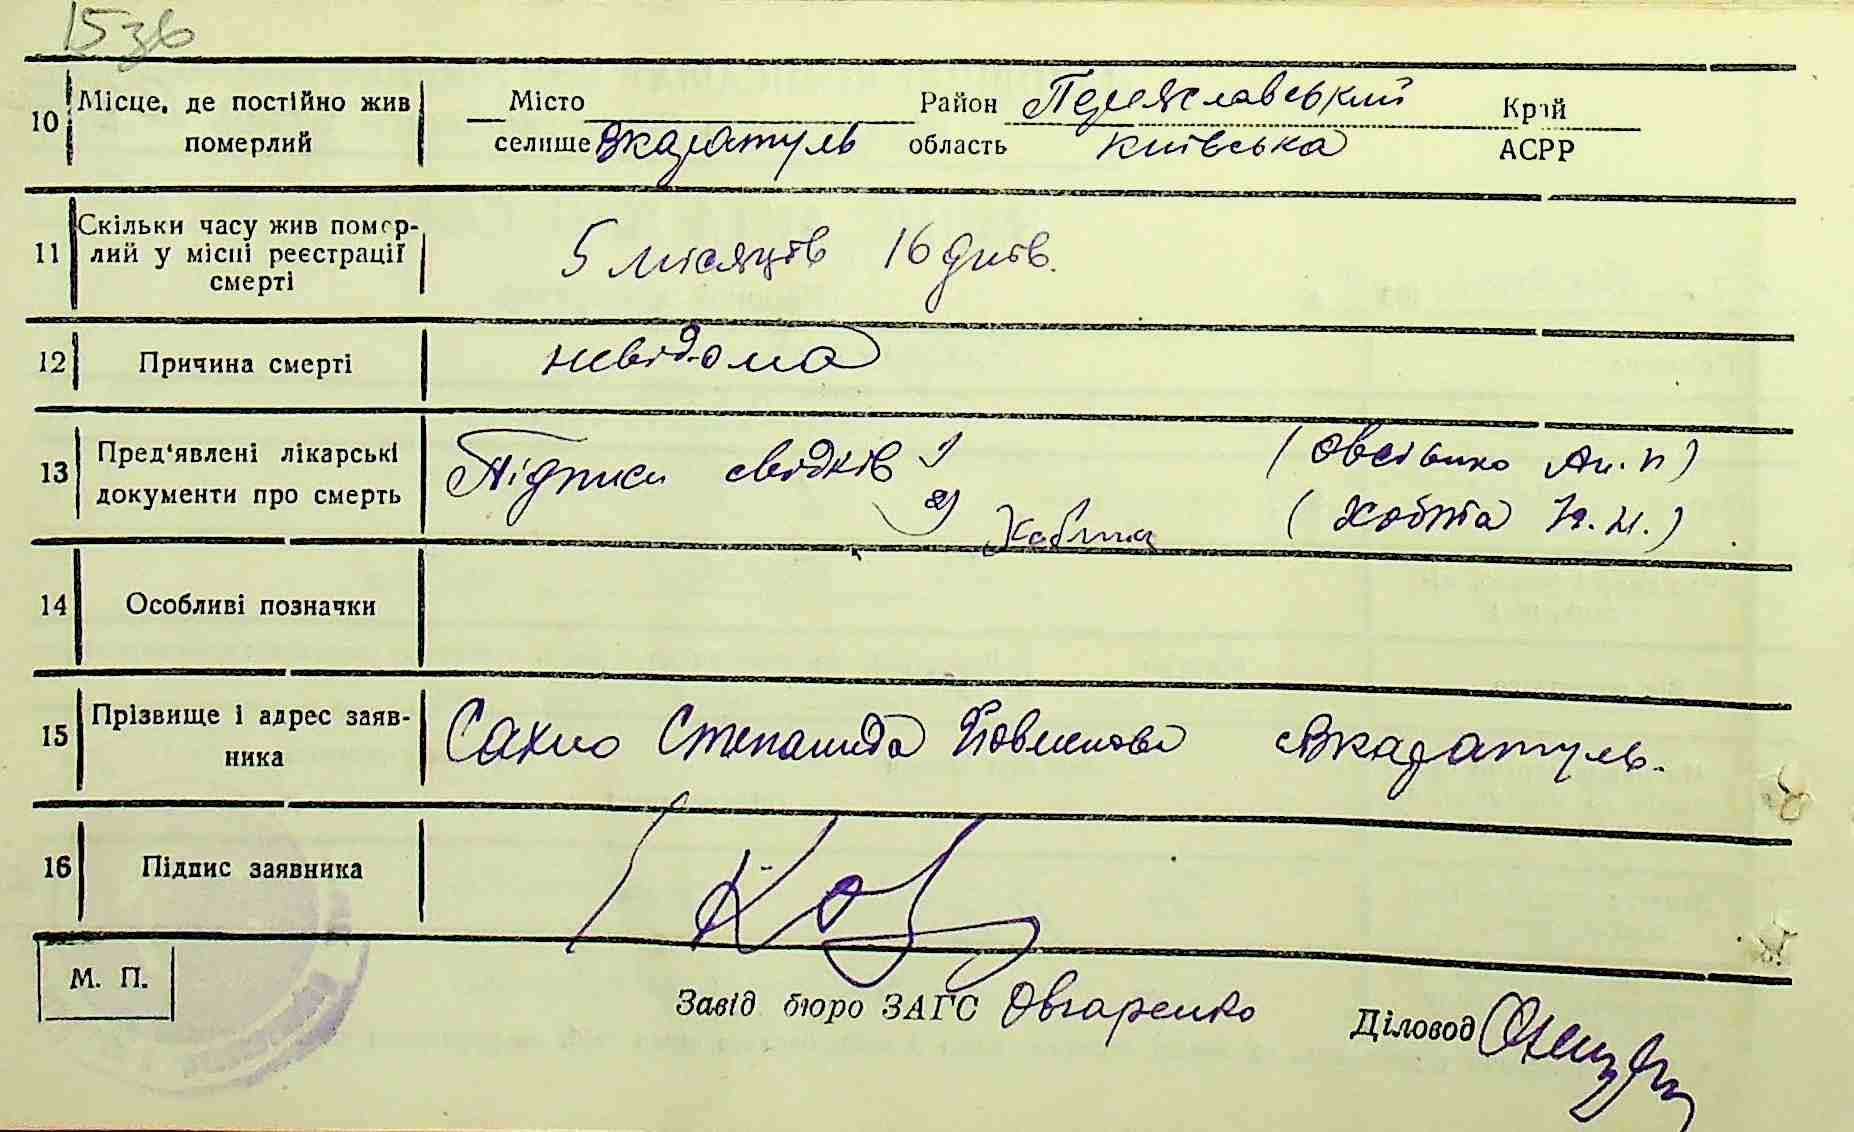 1536
10 Місце, де постійно жив померлий
Місто Район Переяславський Край
селище Вкаратуль область Київська АСРР
11 Скільки часу жив помер-
лий у місці реєстрації
смерті
5 місяців 16 днів.
12 Причина смерті невідома
13 Пред'явлені лікарські
документи про смерть
Підписи свідків 1) (Овсієнко Ан. П)
2) (Хобта Н. М.)
14 Особливі позначки
15 Прізвище і адрес заяв-
ника
Сахно Степанида с Вкаратуль.
16 Підпис заявника
М. П.
Завід бюро ЗАГС Овчаренко Діловод